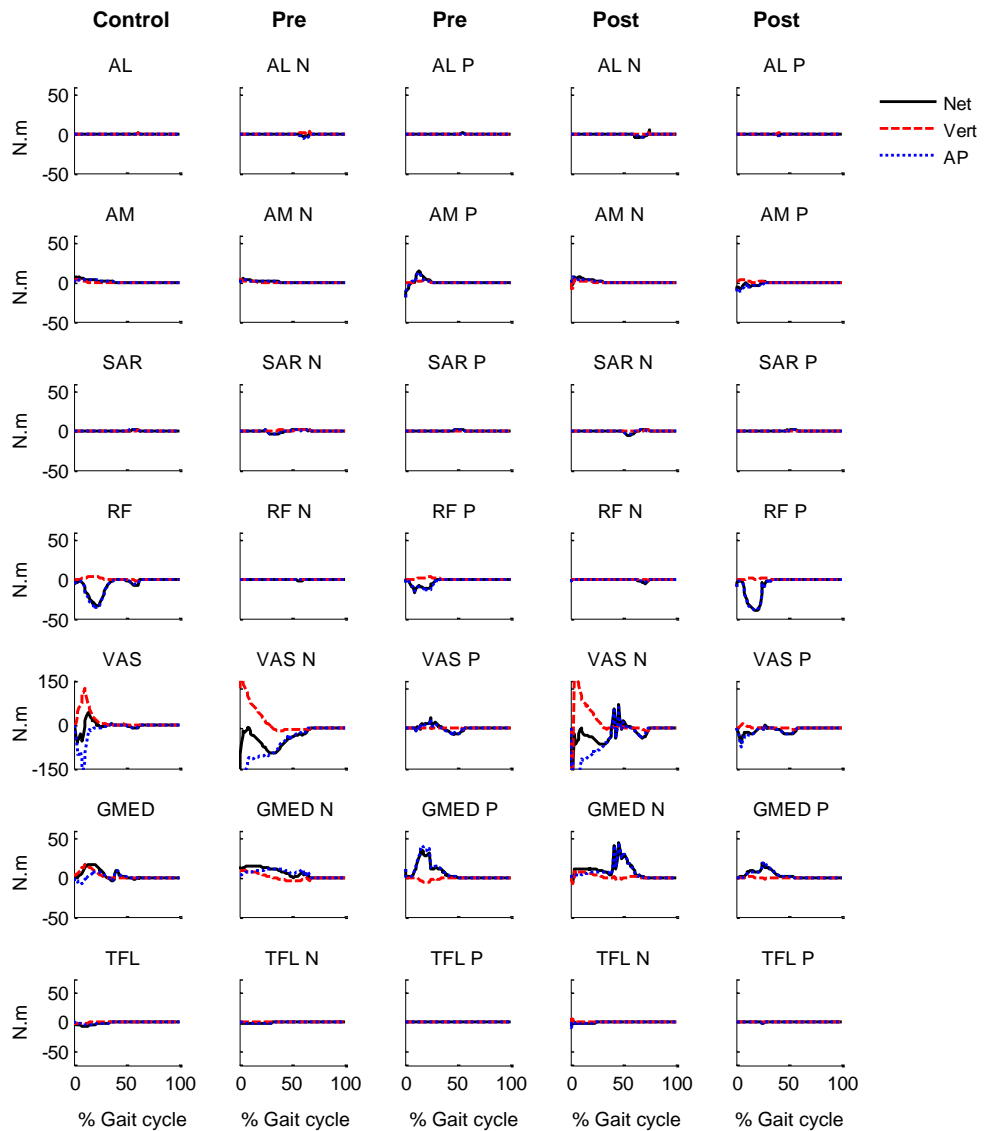 Control Pre Pre Post Post
AL AL N AL P AL N AL P
N.m 50 0 -50
Net
Vert
AP
AM AM N AM P AM N AM P
N.m 50 0 -50
SAR SAR N SAR P SAR N SAR P
N.m 50 0 -50
RF RF N RF P RF N RF P
N.m 50 0 -50
VAS VAS N VAS P VAS N VAS P
N.m 150 0 -150
GMED GMED N GMED P GMED N GMED P
N.m 50 0 -50
TFL TFL N TFL P TFL N TFL P
N.m 50 0 -50
0 50 100 0 50 100 0 50 100 0 50 100 0 50 100
% Gait cycle % Gait cycle % Gait cycle % Gait cycle % Gait cycle